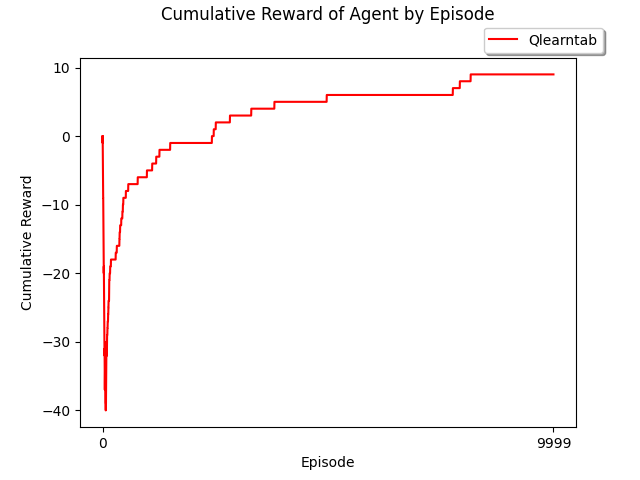 Cumulative Reward of Agent by Episode
Qlearntab
10
0
−10
−20
−30
−40
Cumulative Reward
0
9999
Episode